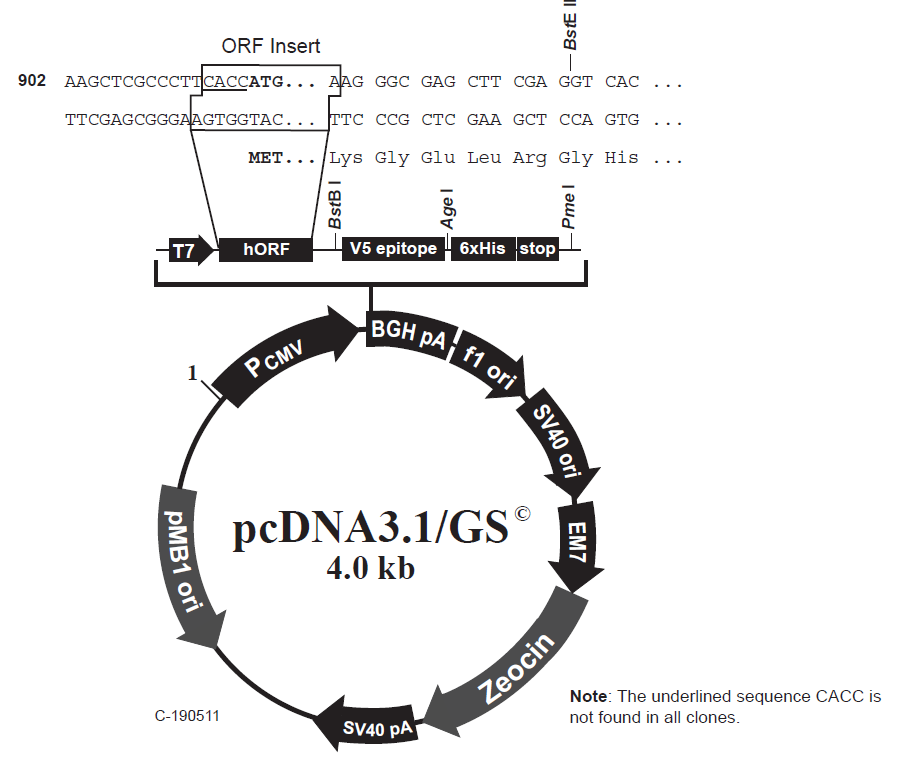 BstE II
ORF Insert
902 AAGCTCGCCCTTCACCATG... AAG GGC GAG CTT CGA GGT CAC ...
TTCGAGCGGGAAGTGGTAC... TTC CCG CTC GAA GCT CCA GTG ...
MET... Lys Gly Glu Leu Arg Gly His ...
BstB I
Age I
Pme I
T7 hORF V5 epitope 6xHis stop
PCMV
BGH pA
f1 ori
1
SV40 ori
pcDNA3.1/GS©
4.0 kb
EM7
pMB1 ori
Zeocin
SV40 pA
C-190511
Note: The underlined sequence CACC is
not found in all clones.